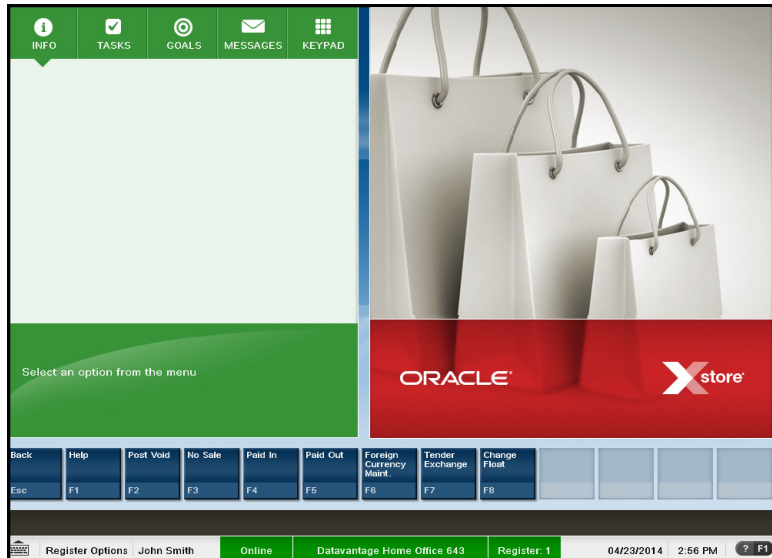 INFO TASKS GOALS MESSAGES KEYPAD
Select an option from the menu
ORACLE
Xstore
Back Help Post Void No Sale Paid In Paid Out Foreign Tender Change
Currency Exchange Float
Maint.
Esc F1 F2 F3 F4 F5 F6 F7 F8
Register Options John Smith Online Datavantage Home Office 643 Register: 1 04/23/2014 2:56 PM ? F1